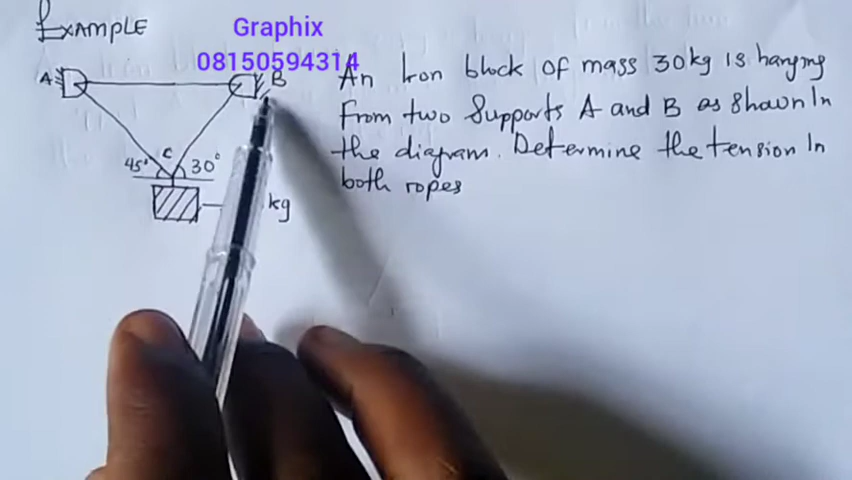 Example
Graphix
08150594314
A
B
An Iron block of mass 30kg is hanging
From two Supports A and B as shawn In
the diagram. Determine the tension In
both ropes
C
45° 30°
kg